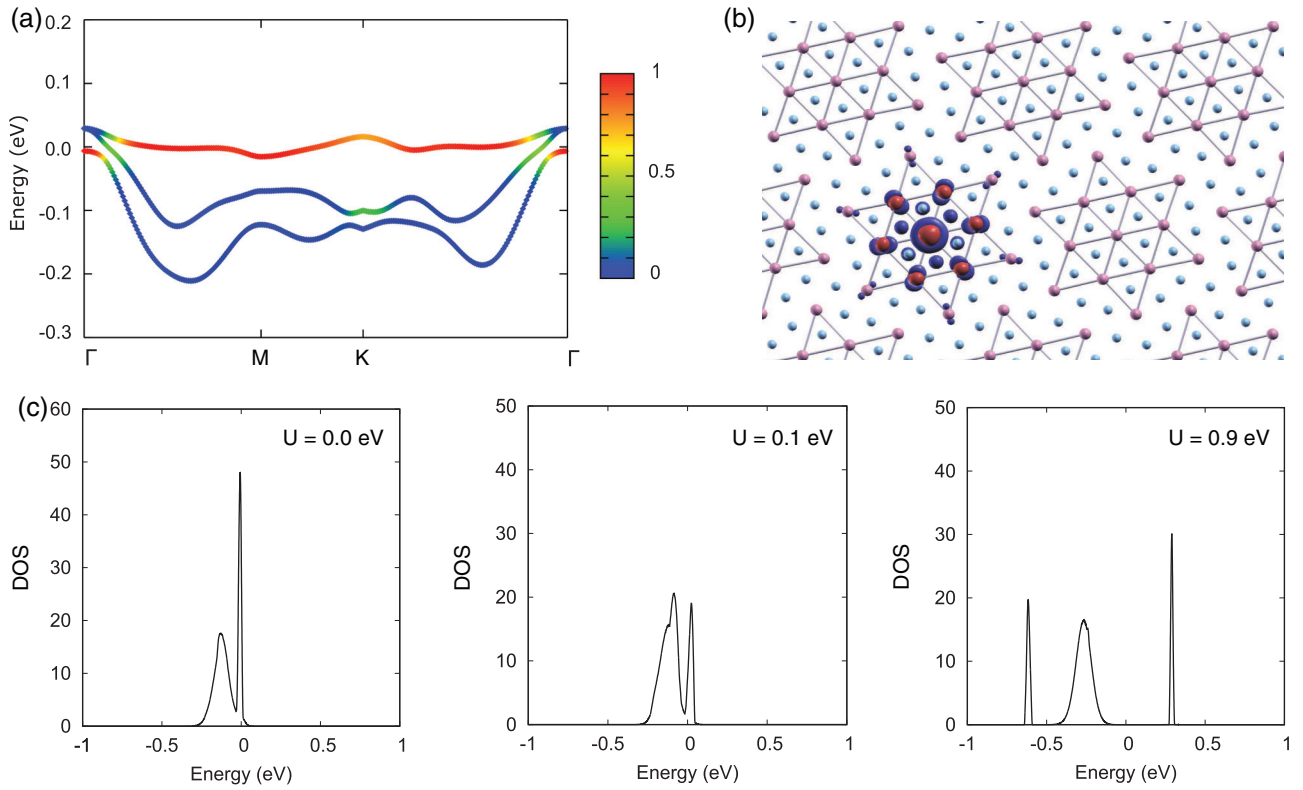 (a)
0.2
0.1
0.0
-0.1
-0.2
-0.3
Energy (eV)
Γ M K Γ
1
0.5
0
(b)
(c)
60
50
40
30
20
10
0
DOS
U = 0.0 eV
-1 -0.5 0 0.5 1
Energy (eV)
50
40
30
20
10
0
DOS
U = 0.1 eV
-1 -0.5 0 0.5 1
Energy (eV)
50
40
30
20
10
0
DOS
U = 0.9 eV
-1 -0.5 0 0.5 1
Energy (eV)